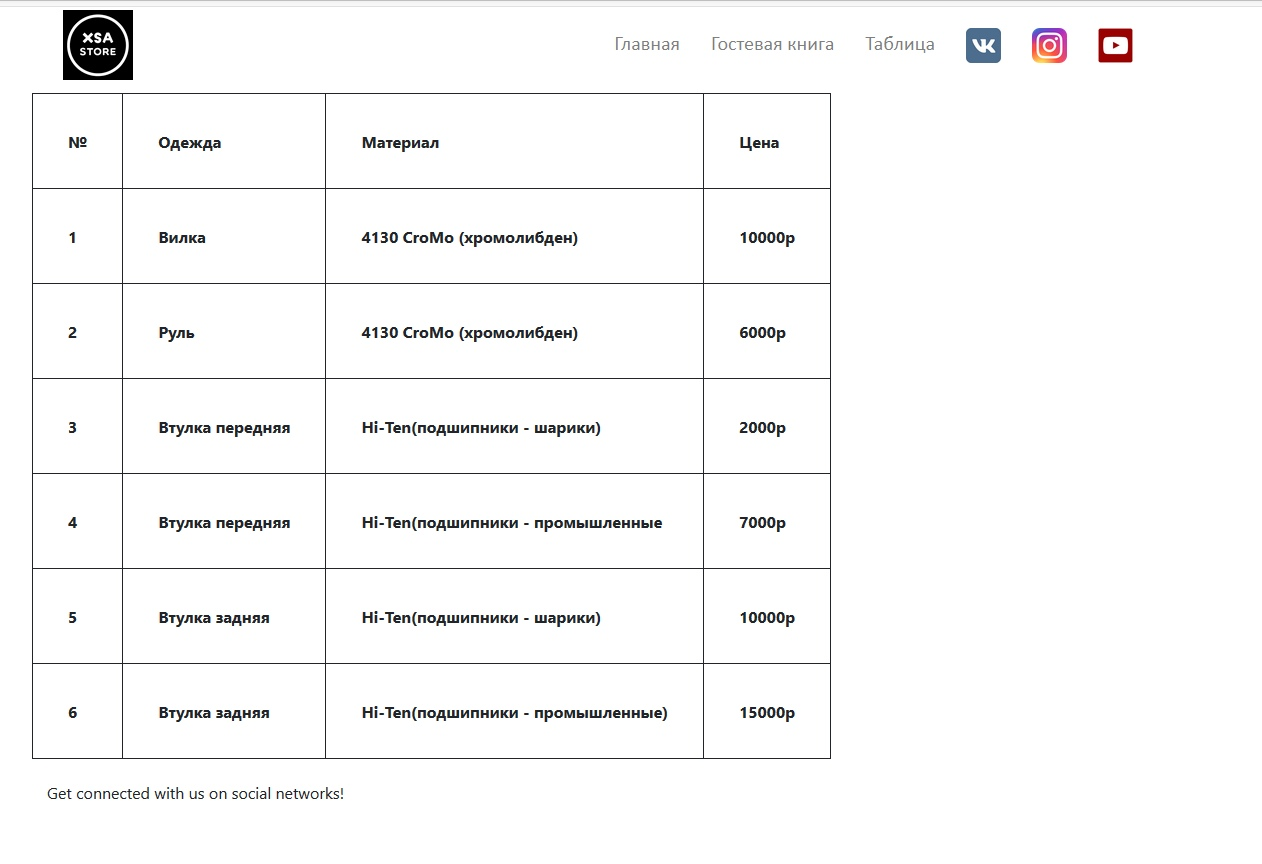 XSA
STORE
Главная Гостевая книга Таблица
№ Одежда Материал Цена
1 Вилка 4130 CroMo (хромолибден) 10000р
2 Руль 4130 CroMo (хромолибден) 6000р
3 Втулка передняя Hi-Ten(подшипники - шарики) 2000р
4 Втулка передняя Hi-Ten(подшипники - промышленные 7000р
5 Втулка задняя Hi-Ten(подшипники - шарики) 10000р
6 Втулка задняя Hi-Ten(подшипники - промышленные) 15000р
Get connected with us on social networks!